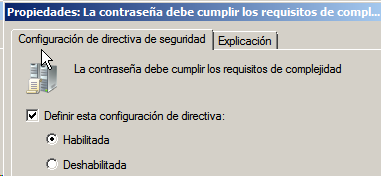 Propiedades: La contraseña debe cumplir los requisitos de compl...
Configuración de directiva de seguridad
Explicación
La contraseña debe cumplir los requisitos de complejidad
Definir esta configuración de directiva:
Habilitada
Deshabilitada